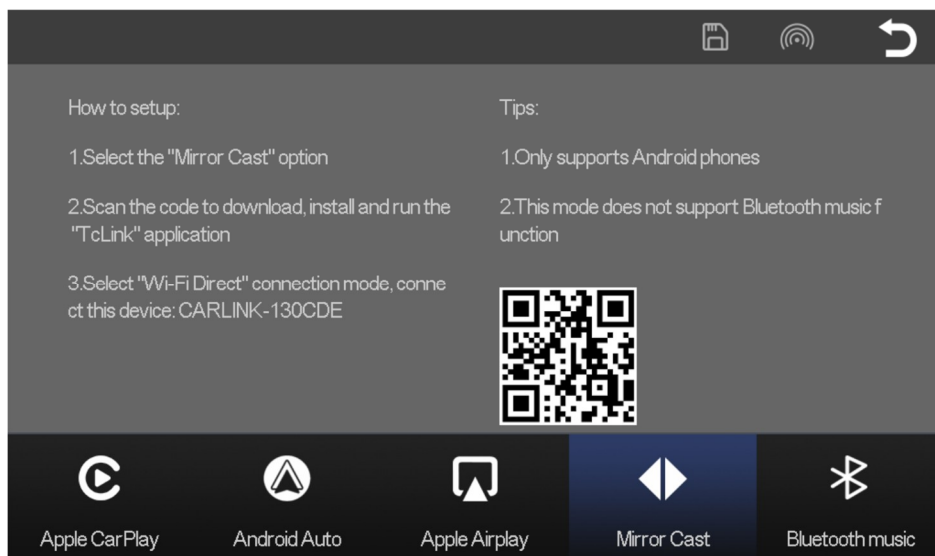 How to setup:
1.Select the "Mirror Cast" option
2.Scan the code to download, install and run the
"TcLink" application
3.Select "Wi-Fi Direct" connection mode, conne
ct this device: CARLINK-130CDE
Tips:
1.Only supports Android phones
2.This mode does not support Bluetooth music f
unction
Apple CarPlay
Android Auto
Apple Airplay
Mirror Cast
Bluetooth music